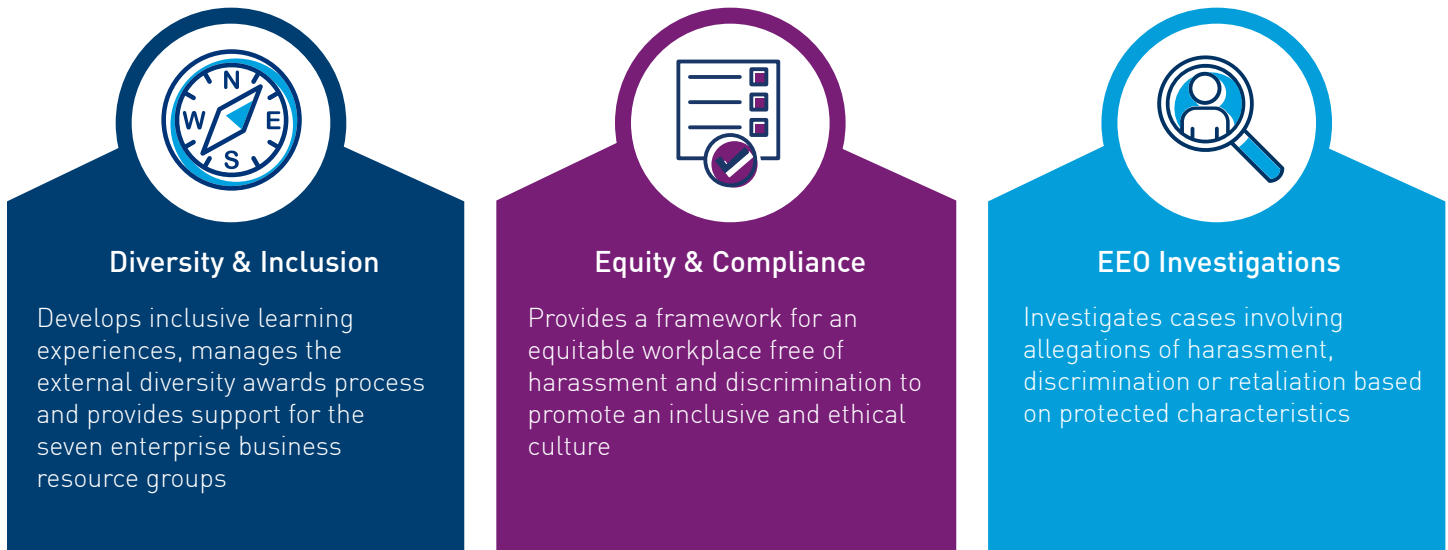 N
W
E
S
Diversity & Inclusion
Develops inclusive learning
experiences, manages the
external diversity awards process
and provides support for the
seven enterprise business
resource groups
Equity & Compliance
Provides a framework for an
equitable workplace free of
harassment and discrimination to
promote an inclusive and ethical
culture
EEO Investigations
Investigates cases involving
allegations of harassment,
discrimination or retaliation based
on protected characteristics